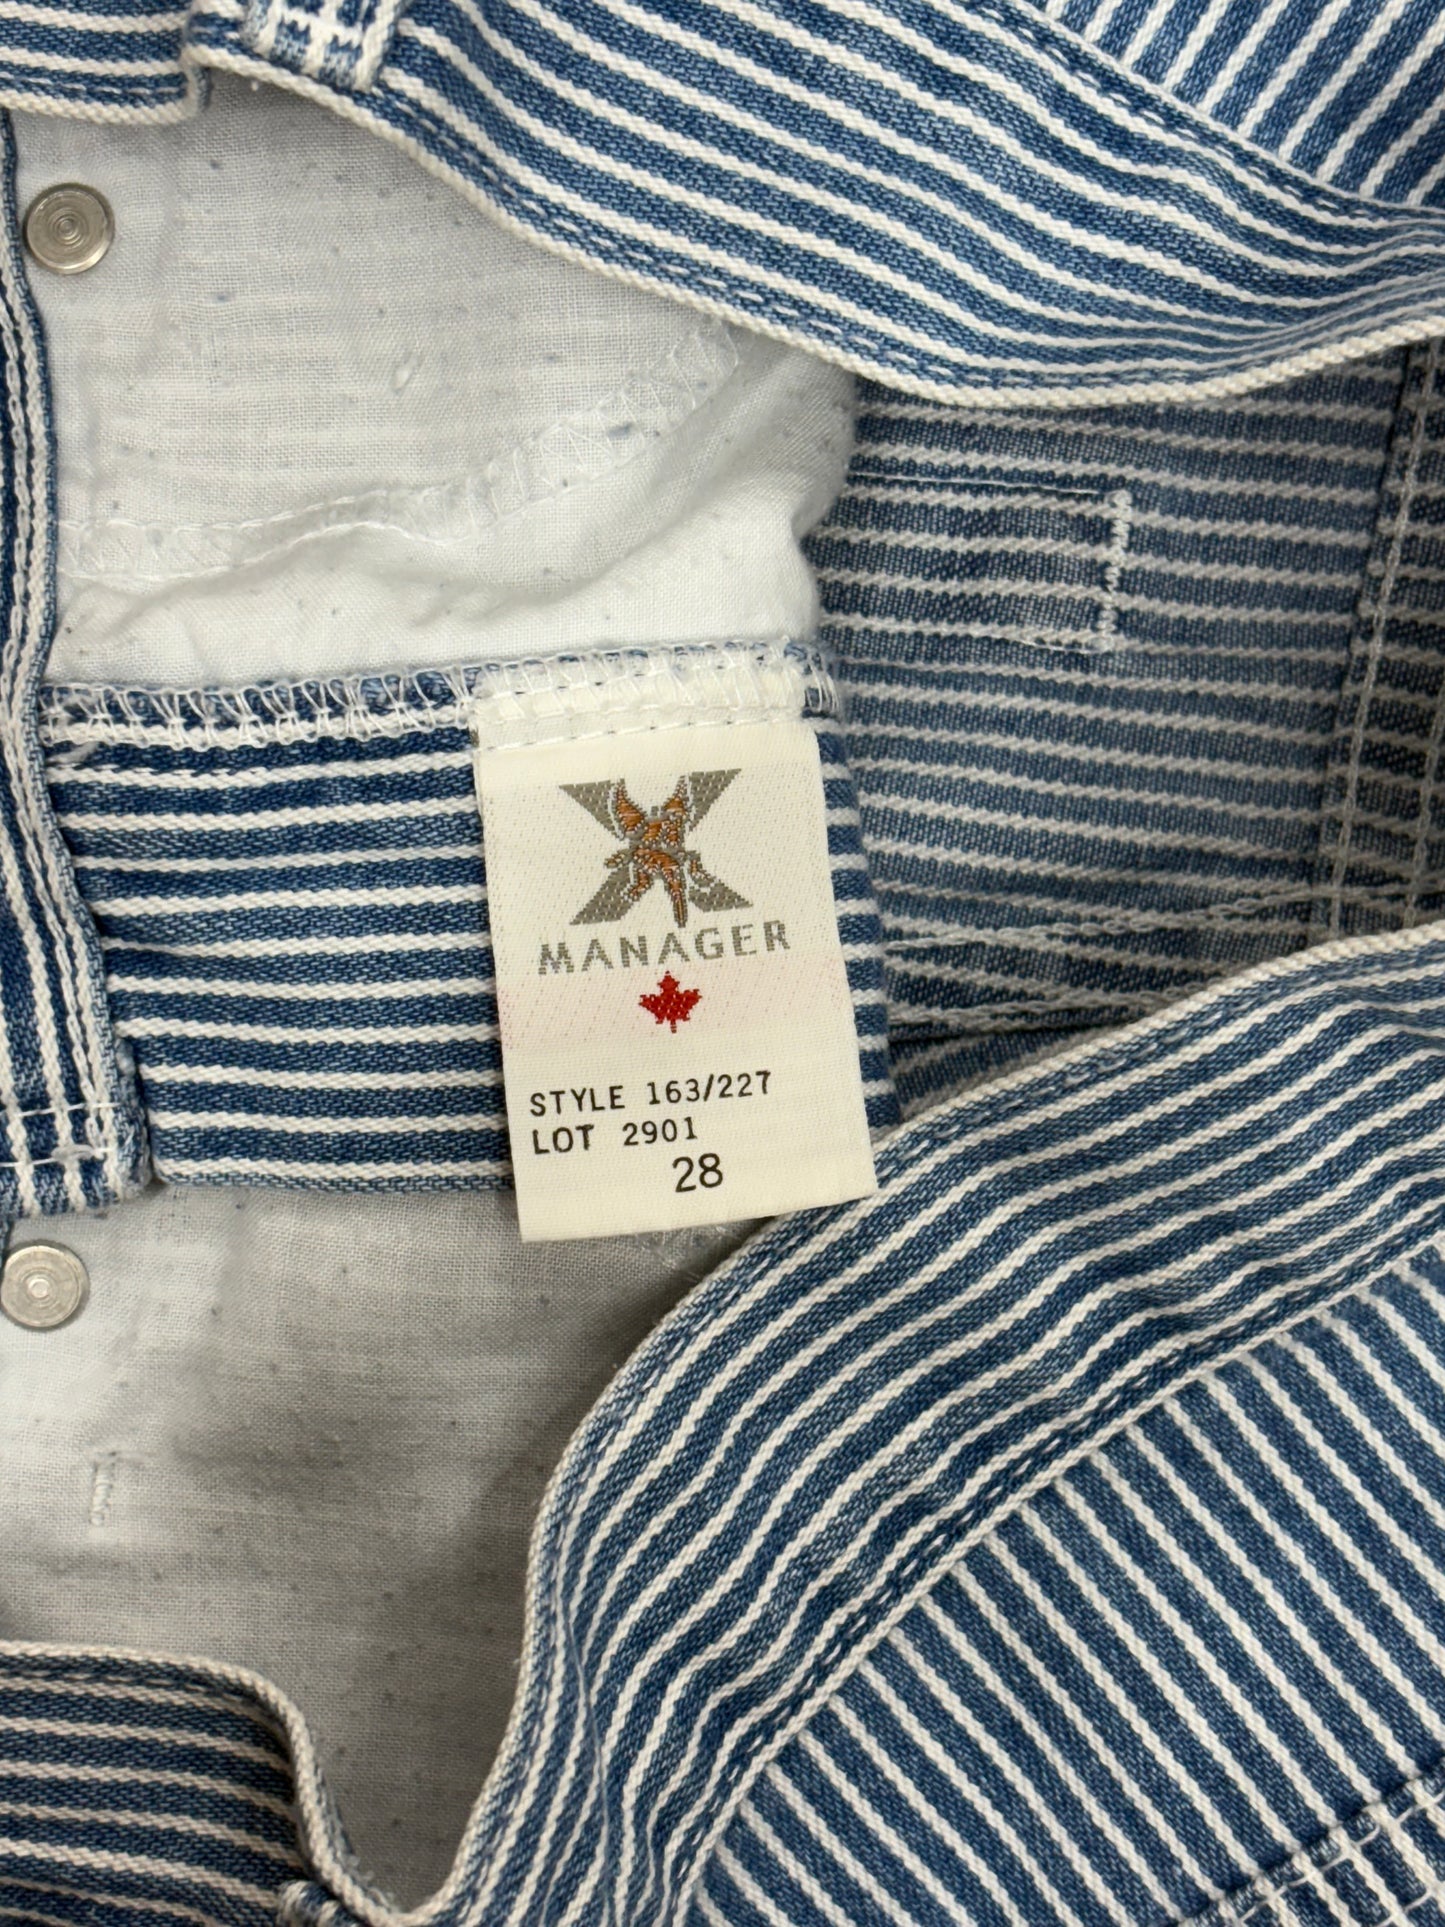 X
MANAGER
STYLE 163/227
LOT 2901
28